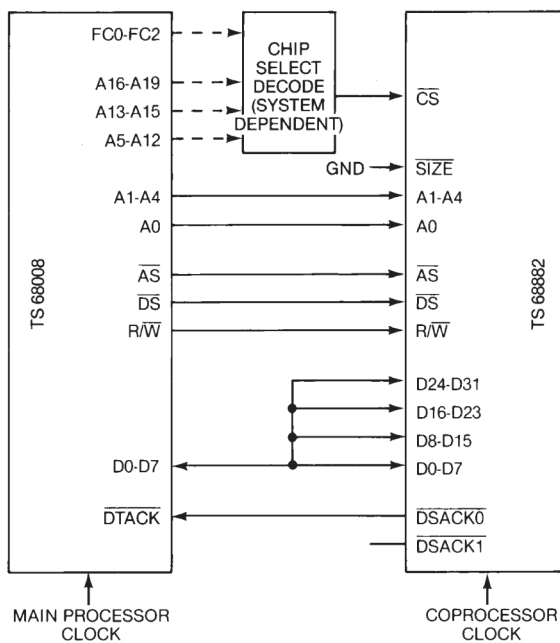 FC0-FC2
A16-A19
A13-A15
A5-A12
CHIP
SELECT
DECODE
(SYSTEM
DEPENDENT)
CS
GND
SIZE
A1-A4
A1-A4
A0
A0
AS
AS
DS
DS
R/W
R/W
TS 68008
TS 68882
D24-D31
D16-D23
D8-D15
D0-D7
D0-D7
DTACK
DSACK0
DSACK1
MAIN PROCESSOR
CLOCK
COPROCESSOR
CLOCK